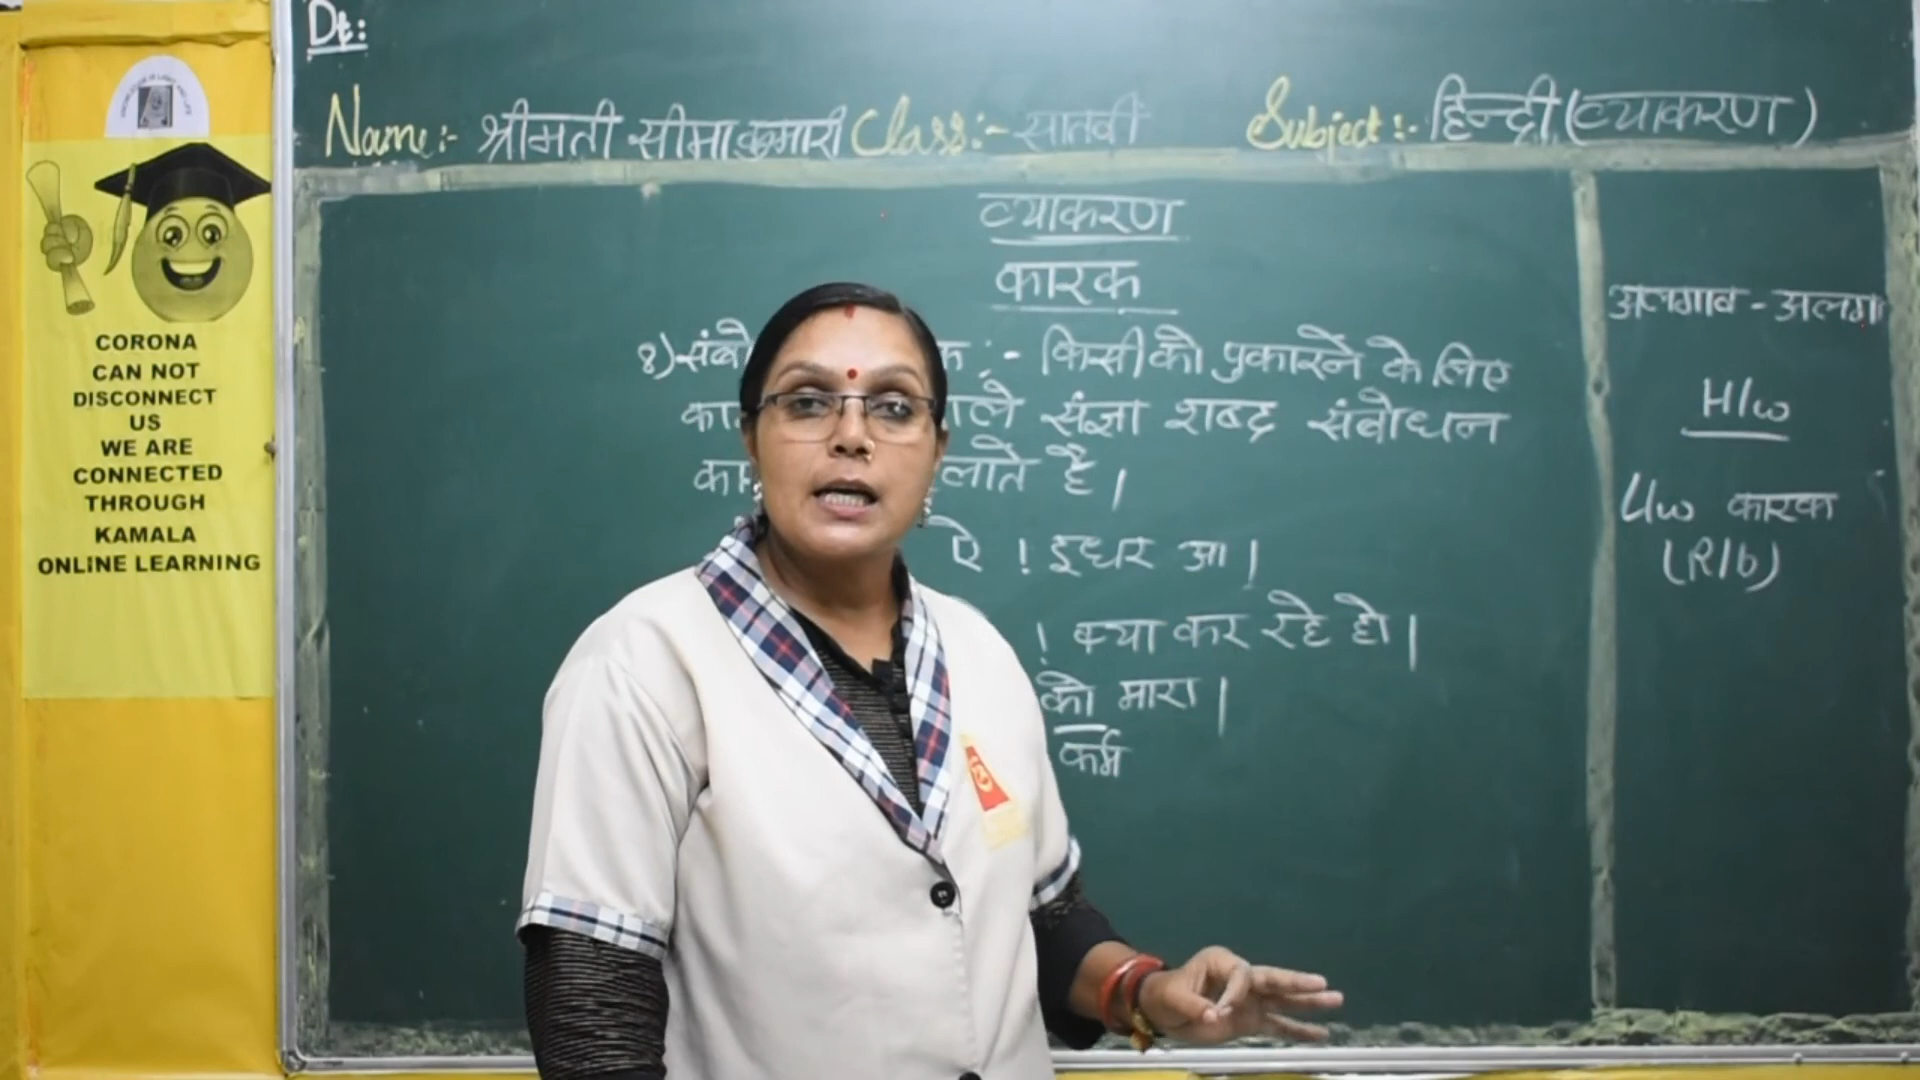 CORONA
CAN NOT
DISCONNECT
US
WE ARE
CONNECTED
THROUGH
KAMALA
ONLINE LEARNING
Dt:
Name:- श्रीमती सीमा कुमारी Class:- सातवीं Subject:- हिन्दी (व्याकरण)
व्याकरण
कारक
8) :- किसी को पुकारने के लिए
संज्ञा शब्द संबोधन
है।
ऐ ! इधर आ।
! क्या कर रहे हो।
को मारा।
कर्म
अलगाव - अलग
H/w
L/w कारक
(R/b)